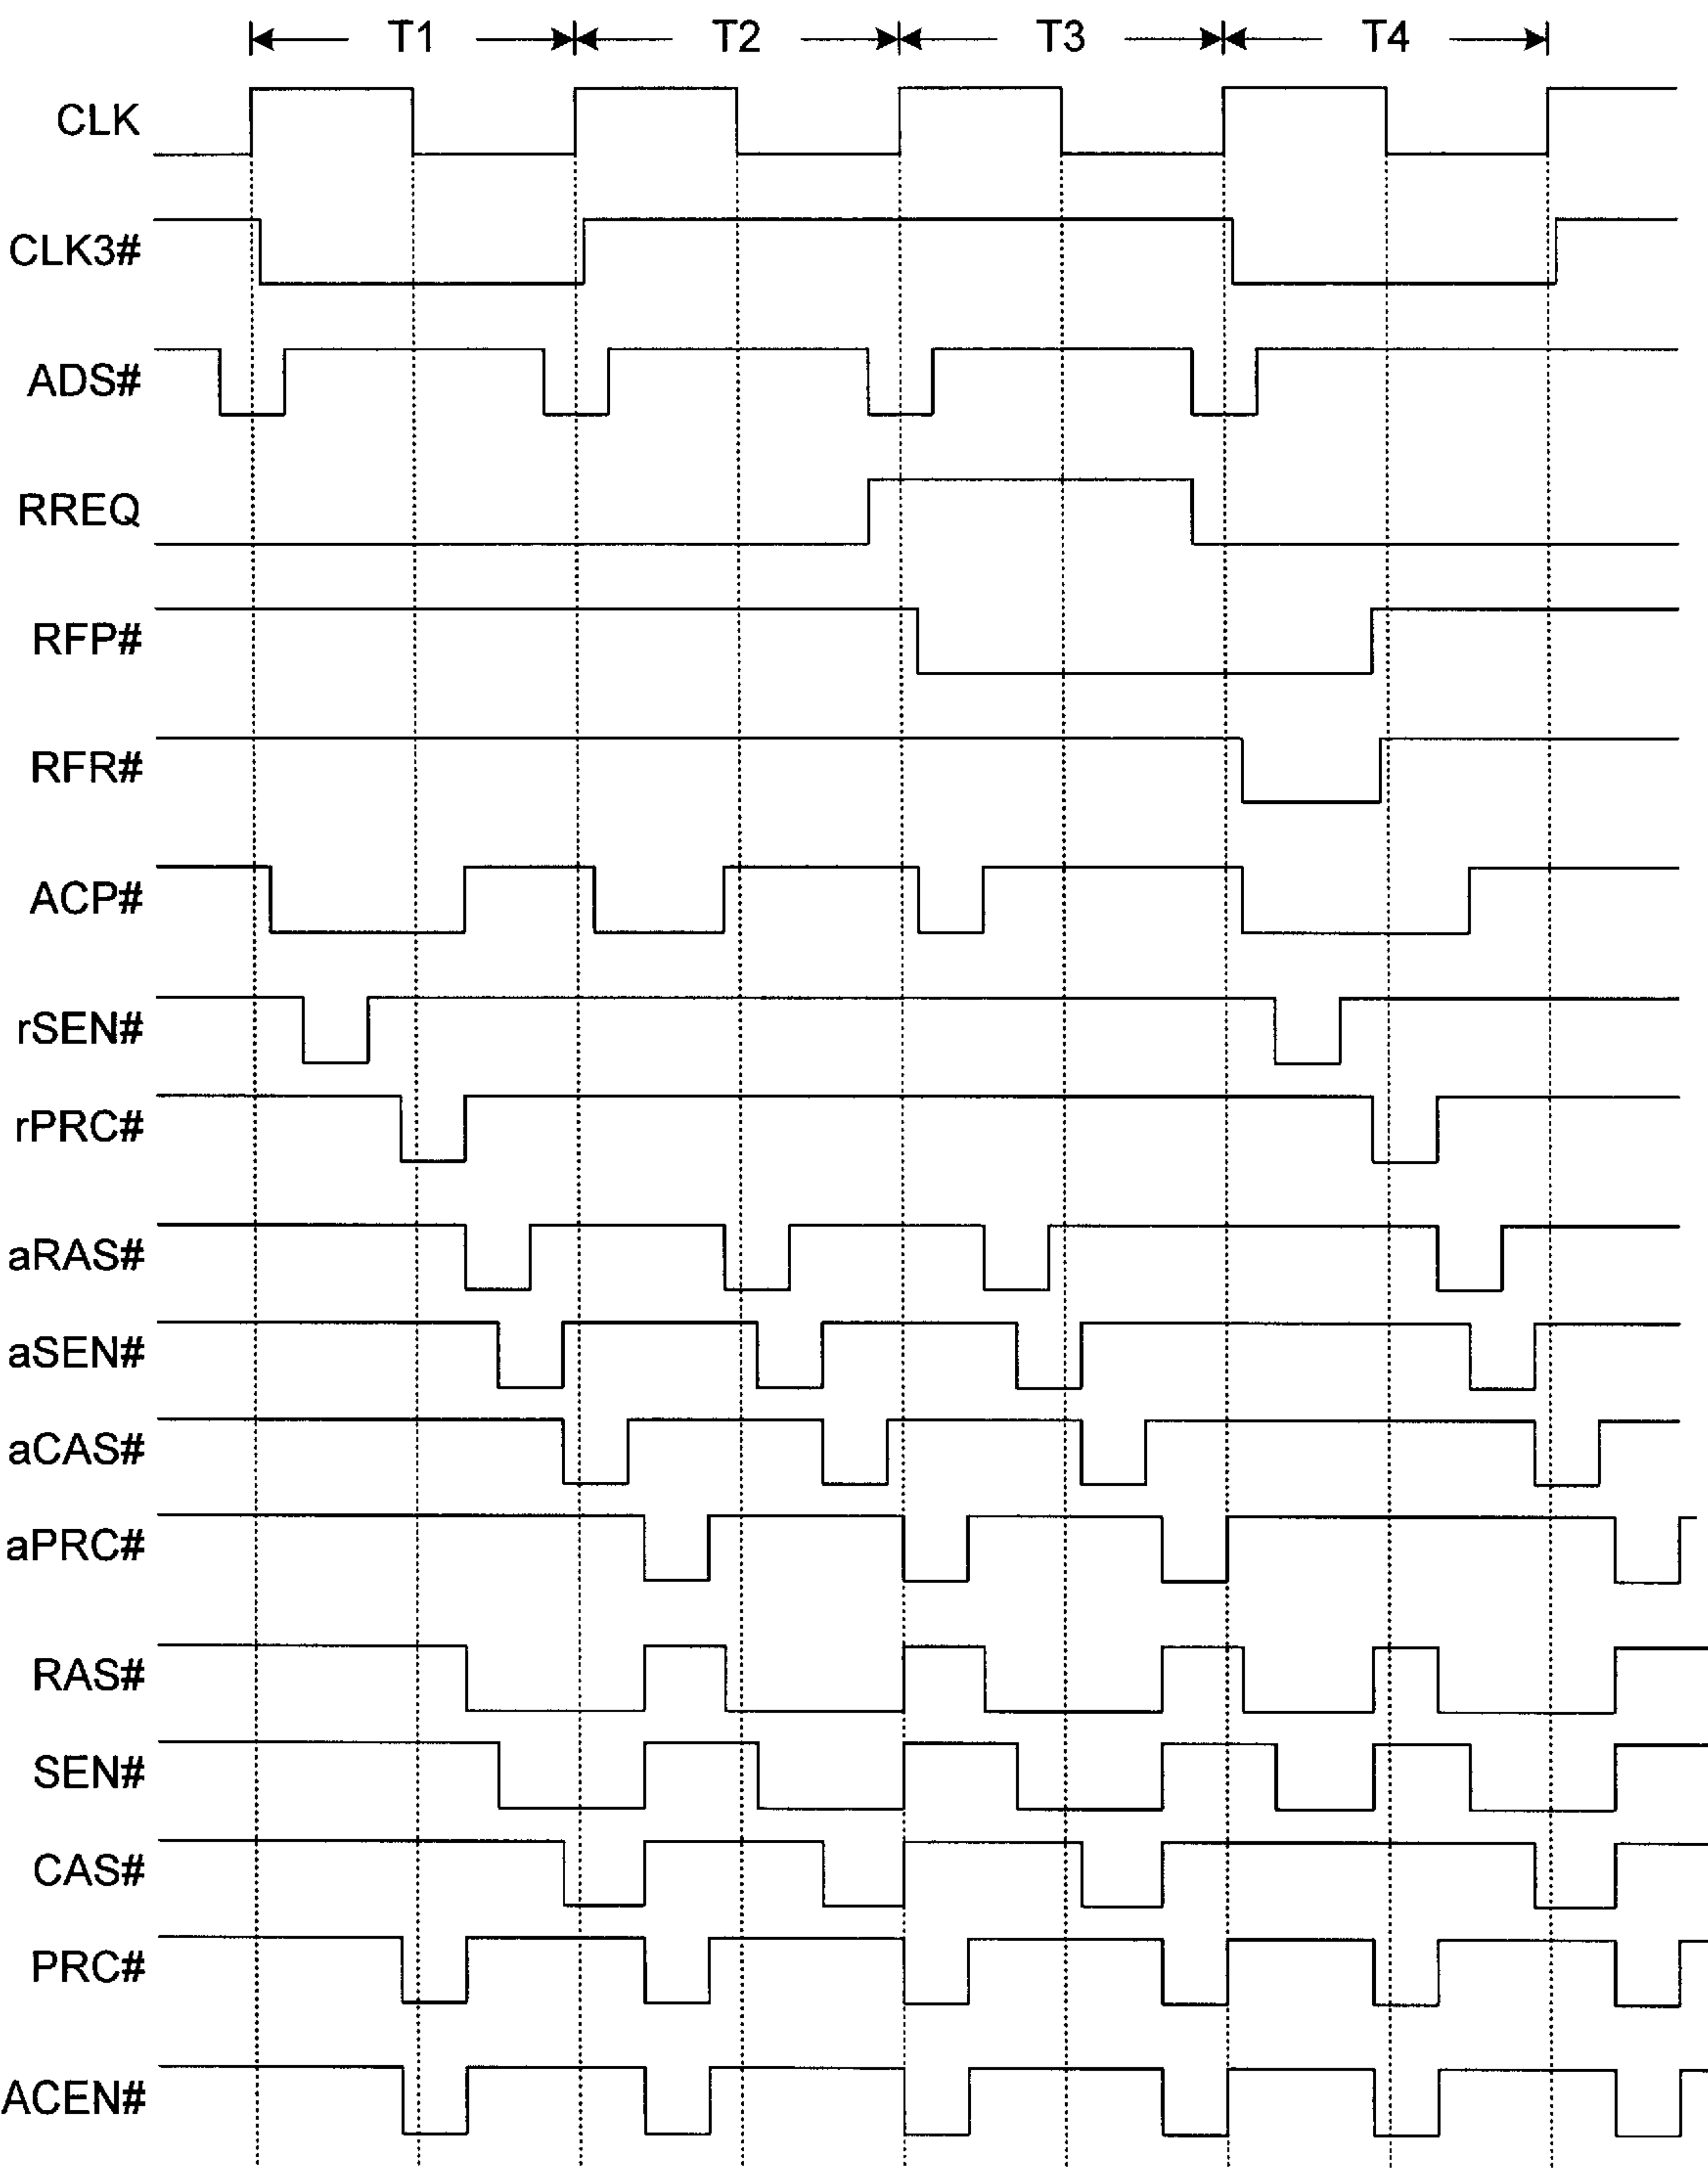 T1 T2 T3 T4
CLK
CLK3#
ADS#
RREQ
RFP#
RFR#
ACP#
rSEN#
rPRC#
aRAS#
aSEN#
aCAS#
aPRC#
RAS#
SEN#
CAS#
PRC#
ACEN#